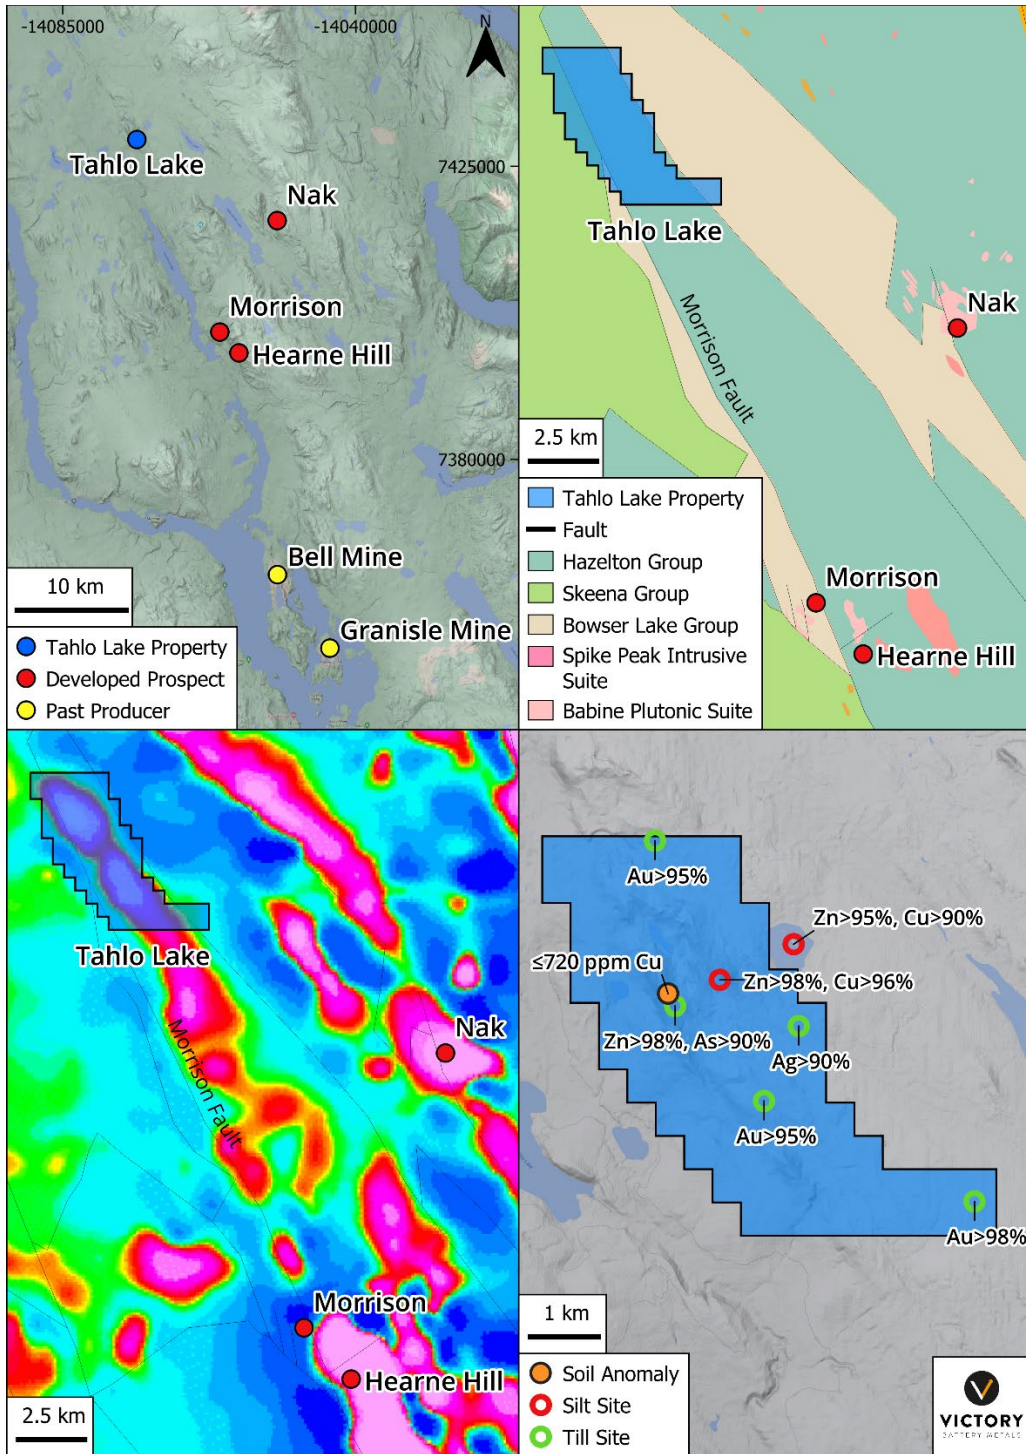 -14085000
-14040000
N
Tahlo Lake
Nak
7425000
Morrison
Hearne Hill
7380000
Bell Mine
Granisle Mine
10 km
Tahlo Lake Property
Developed Prospect
Past Producer
Tahlo Lake
Nak
Morrison Fault
2.5 km
Tahlo Lake Property
Fault
Hazelton Group
Skeena Group
Bowser Lake Group
Spike Peak Intrusive
Suite
Babine Plutonic Suite
Morrison
Hearne Hill
Tahlo Lake
Nak
Morrison Fault
Morrison
Hearne Hill
2.5 km
Au>95%
Zn>95%, Cu>90%
≤720 ppm Cu
Zn>98%, Cu>96%
Zn>98%, As>90%
Ag>90%
Au>95%
Au>98%
1 km
Soil Anomaly
Silt Site
Till Site
VICTORY
BATTERY METALS